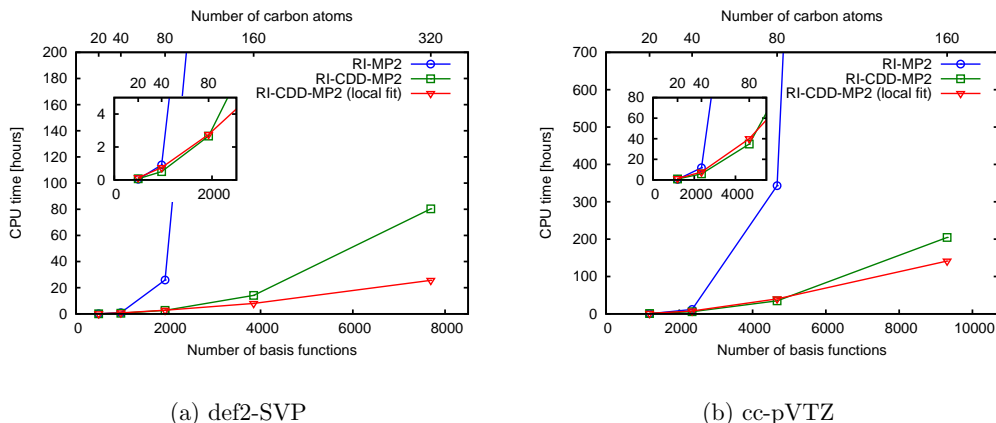 Number of carbon atoms
20 40 80 160 320
200
180
160
140
120
100
80
60
40
20
0
CPU time [hours]
RI-MP2
RI-CDD-MP2
RI-CDD-MP2 (local fit)
20 40 80
4
2
0
0 2000
0 2000 4000 6000 8000
Number of basis functions
(a) def2-SVP
Number of carbon atoms
20 40 80 160
700
600
500
400
300
200
100
0
CPU time [hours]
RI-MP2
RI-CDD-MP2
RI-CDD-MP2 (local fit)
20 40 80
80
60
40
20
0
0 2000 4000
0 2000 4000 6000 8000 10000
Number of basis functions
(b) cc-pVTZ